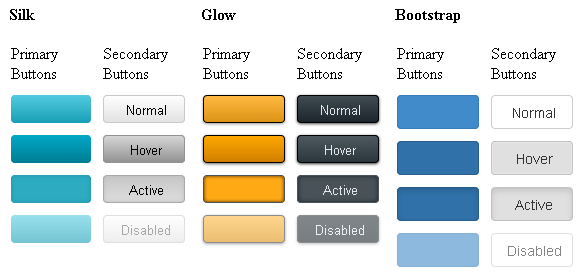 Silk
Glow
Bootstrap
Primary
Buttons
Secondary
Buttons
Primary
Buttons
Secondary
Buttons
Primary
Buttons
Secondary
Buttons
Normal
Normal
Normal
Hover
Hover
Hover
Active
Active
Active
Disabled
Disabled
Disabled